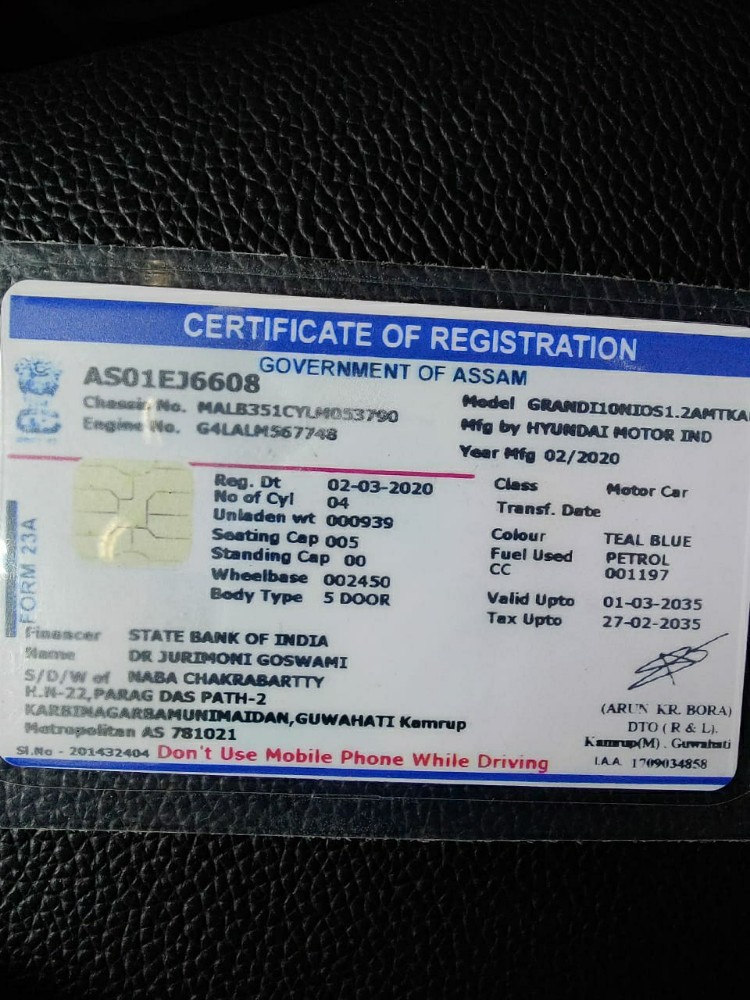 CERTIFICATE OF REGISTRATION
GOVERNMENT OF ASSAM
AS01EJ6608
Chassis No. MALB351CYLM053790
Engine No. G4LALM567748
Model GRANDI10NIOS1.2AMTKA
Mfg by HYUNDAI MOTOR IND
Year Mfg 02/2020
Reg. Dt 02-03-2020
No of Cyl 04
Unladen wt 000939
Seating Cap 005
Standing Cap 00
Wheelbase 002450
Body Type 5 DOOR
Class Motor Car
Transf. Date
Colour TEAL BLUE
Fuel Used PETROL
CC 001197
Valid Upto 01-03-2035
Tax Upto 27-02-2035
FORM 23A
Financer STATE BANK OF INDIA
Name DR JURIMONI GOSWAMI
S/D/W of NABA CHAKRABARTTY
H.N-22,PARAG DAS PATH-2
KARBINAGARBAMUNIMAIDAN,GUWAHATI Kamrup
Metropolitan AS 781021
Sl.No - 201432404 Don't Use Mobile Phone While Driving
(ARUN KR. BORA)
DTO ( R & L).
Kamrup(M) . Guwahati
I.A.A. 1709034858